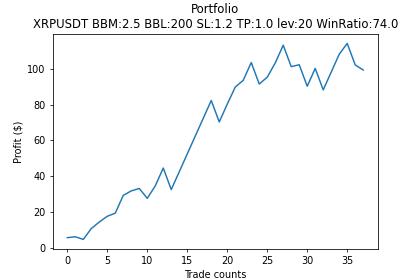 Portfolio
XRPUSDT BBM:2.5 BBL:200 SL:1.2 TP:1.0 lev:20 WinRatio:74.0
Profit ($)
100
80
60
40
20
0
0 5 10 15 20 25 30 35
Trade counts